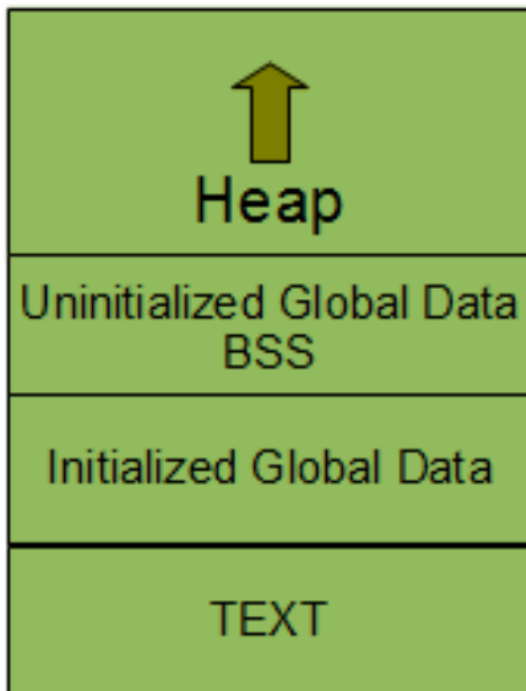 Heap
Uninitialized Global Data
BSS
Initialized Global Data
TEXT